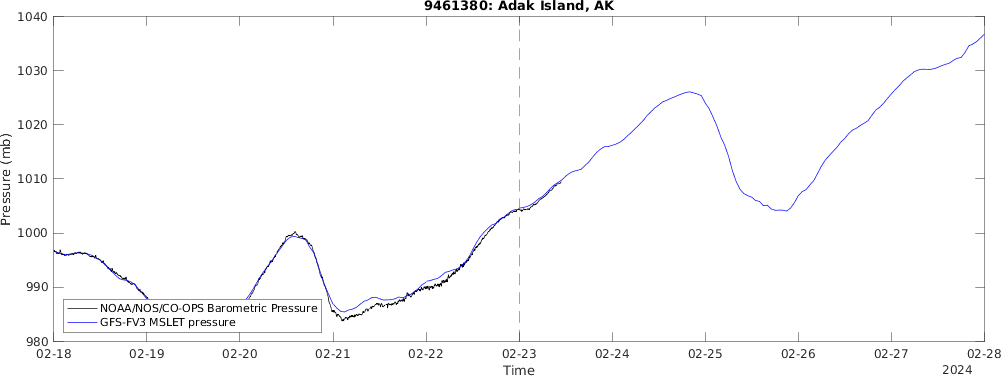 9461380: Adak Island, AK
Pressure (mb)
1040
1030
1020
1010
1000
990
980
NOAA/NOS/CO-OPS Barometric Pressure
GFS-FV3 MSLET pressure
02-18 02-19 02-20 02-21 02-22 02-23 02-24 02-25 02-26 02-27 02-28
Time
2024